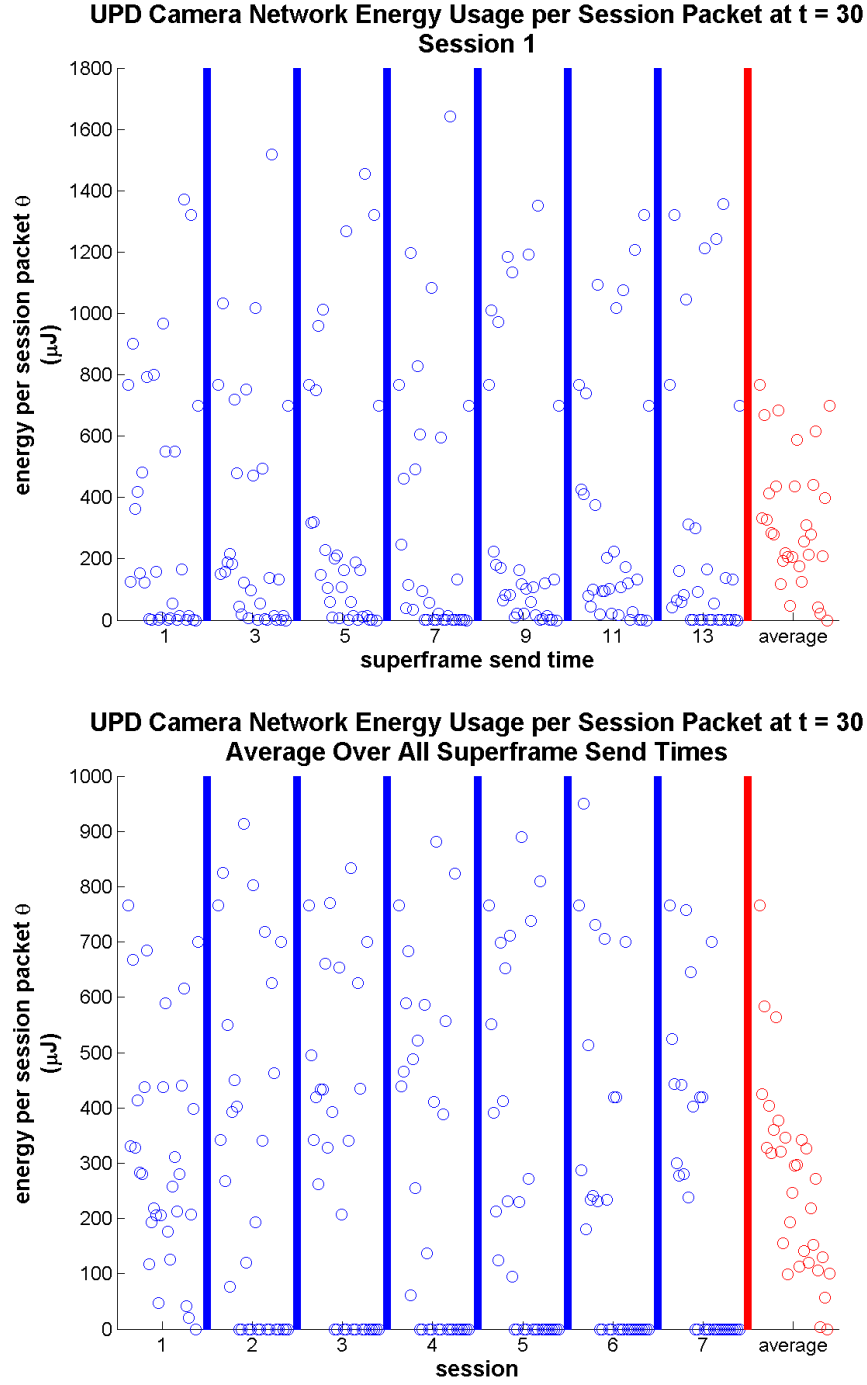 UPD Camera Network Energy Usage per Session Packet at t = 30
Session 1
1800
1600
1400
1200
1000
800
600
400
200
0
energy per session packet θ
(μJ)
1 3 5 7 9 11 13 average
superframe send time
UPD Camera Network Energy Usage per Session Packet at t = 30
Average Over All Superframe Send Times
1000
900
800
700
600
500
400
300
200
100
0
energy per session packet θ
(μJ)
1 2 3 4 5 6 7 average
session